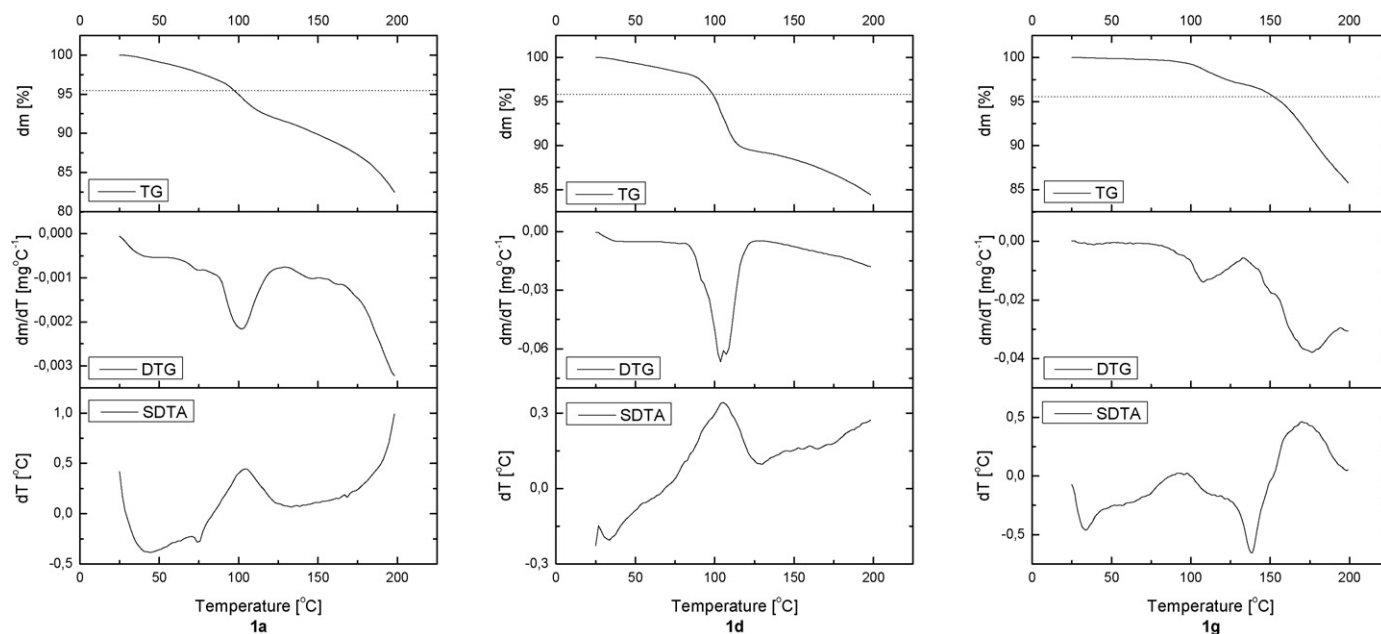 0 50 100 150 200
100
95
90
85
80
dm [%]
TG
0,000
-0,001
-0,002
-0,003
dm/dT [mg°C⁻¹]
DTG
SDTA
1,0
0,5
0,0
-0,5
dT [°C]
0 50 100 150 200
Temperature [°C]
1a
0 50 100 150 200
100
95
90
85
dm [%]
TG
0,00
-0,03
-0,06
dm/dT [mg°C⁻¹]
DTG
SDTA
0,3
0,0
-0,3
dT [°C]
0 50 100 150 200
Temperature [°C]
1d
0 50 100 150 200
100
95
90
85
dm [%]
TG
0,00
-0,02
-0,04
dm/dT [mg°C⁻¹]
DTG
SDTA
0,5
0,0
-0,5
dT [°C]
0 50 100 150 200
Temperature [°C]
1g